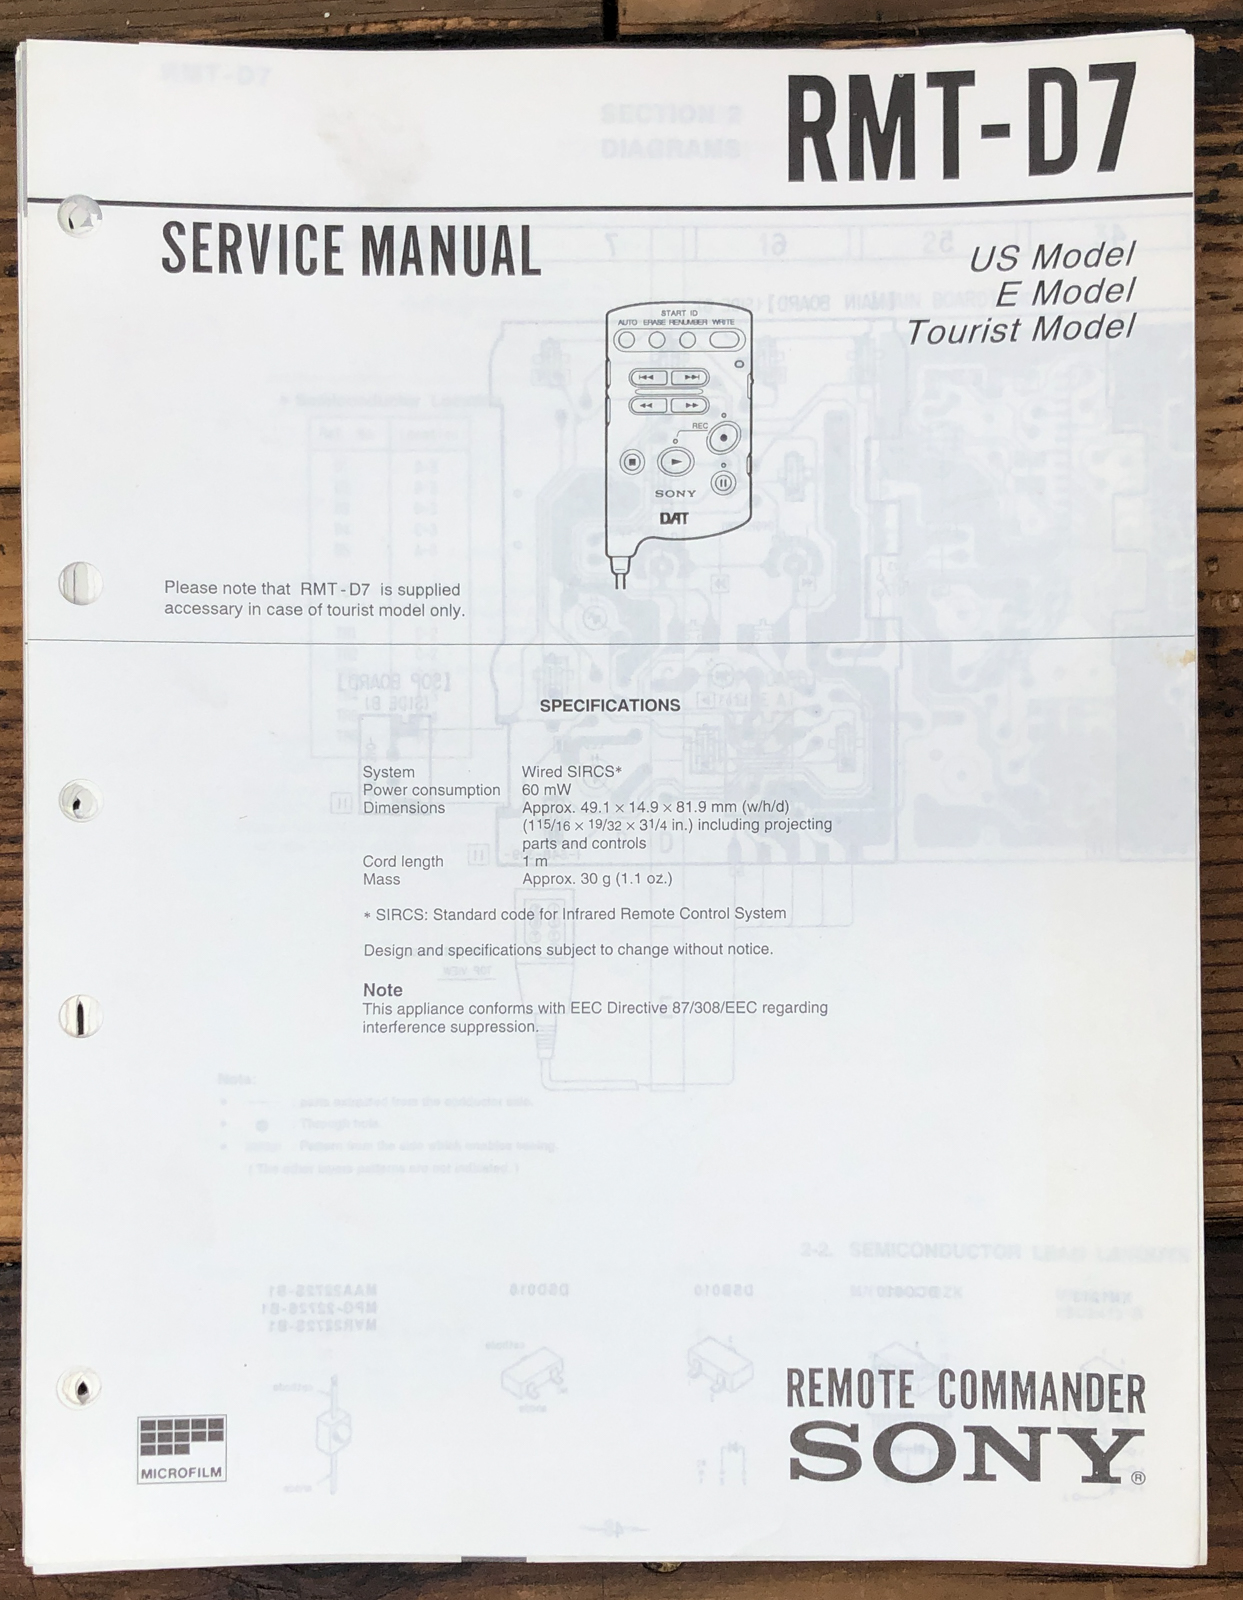 RMT-D7
SERVICE MANUAL
US Model
E Model
Tourist Model
START ID
AUTO ERASE RENUMBER WRITE
REC
SONY
DAT
Please note that RMT-D7 is supplied
accessary in case of tourist model only.
SPECIFICATIONS
System Wired SIRCS*
Power consumption 60 mW
Dimensions Approx. 49.1 × 14.9 × 81.9 mm (w/h/d)
(115/16 × 19/32 × 31/4 in.) including projecting
parts and controls
Cord length 1 m
Mass Approx. 30 g (1.1 oz.)
* SIRCS: Standard code for Infrared Remote Control System
Design and specifications subject to change without notice.
Note
This appliance conforms with EEC Directive 87/308/EEC regarding
interference suppression.
MICROFILM
REMOTE COMMANDER
SONY®